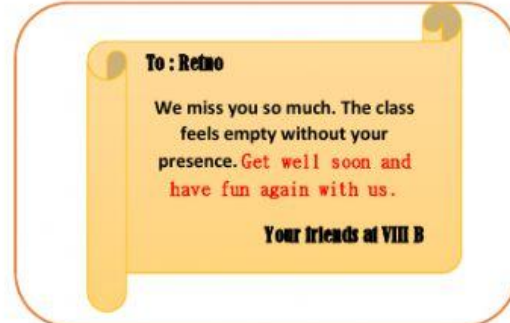 To : Retno
We miss you so much. The class
feels empty without your
presence. Get well soon and
have fun again with us.
Your friends at VIII B